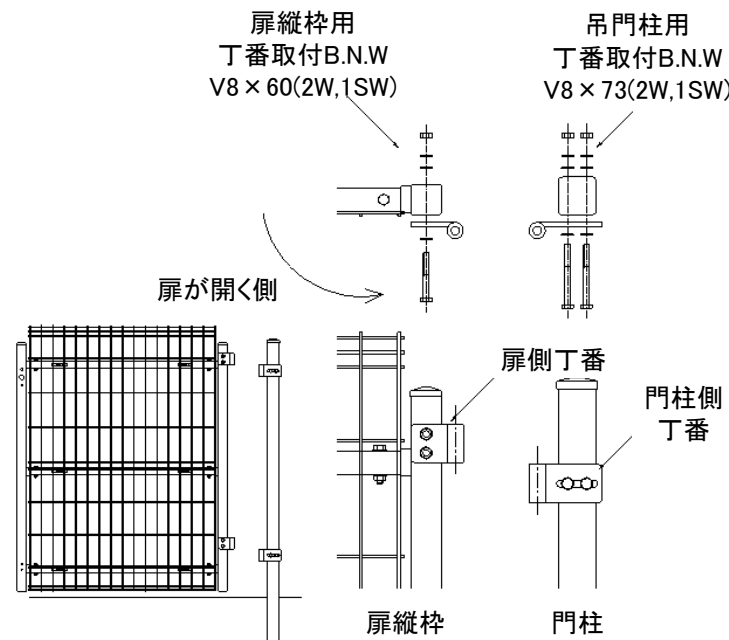 扉縦枠用
丁番取付B.N.W
V8×60(2W,1SW)
吊門柱用
丁番取付B.N.W
V8×73(2W,1SW)
扉が開く側
扉側丁番
門柱側
丁番
扉縦枠
門柱